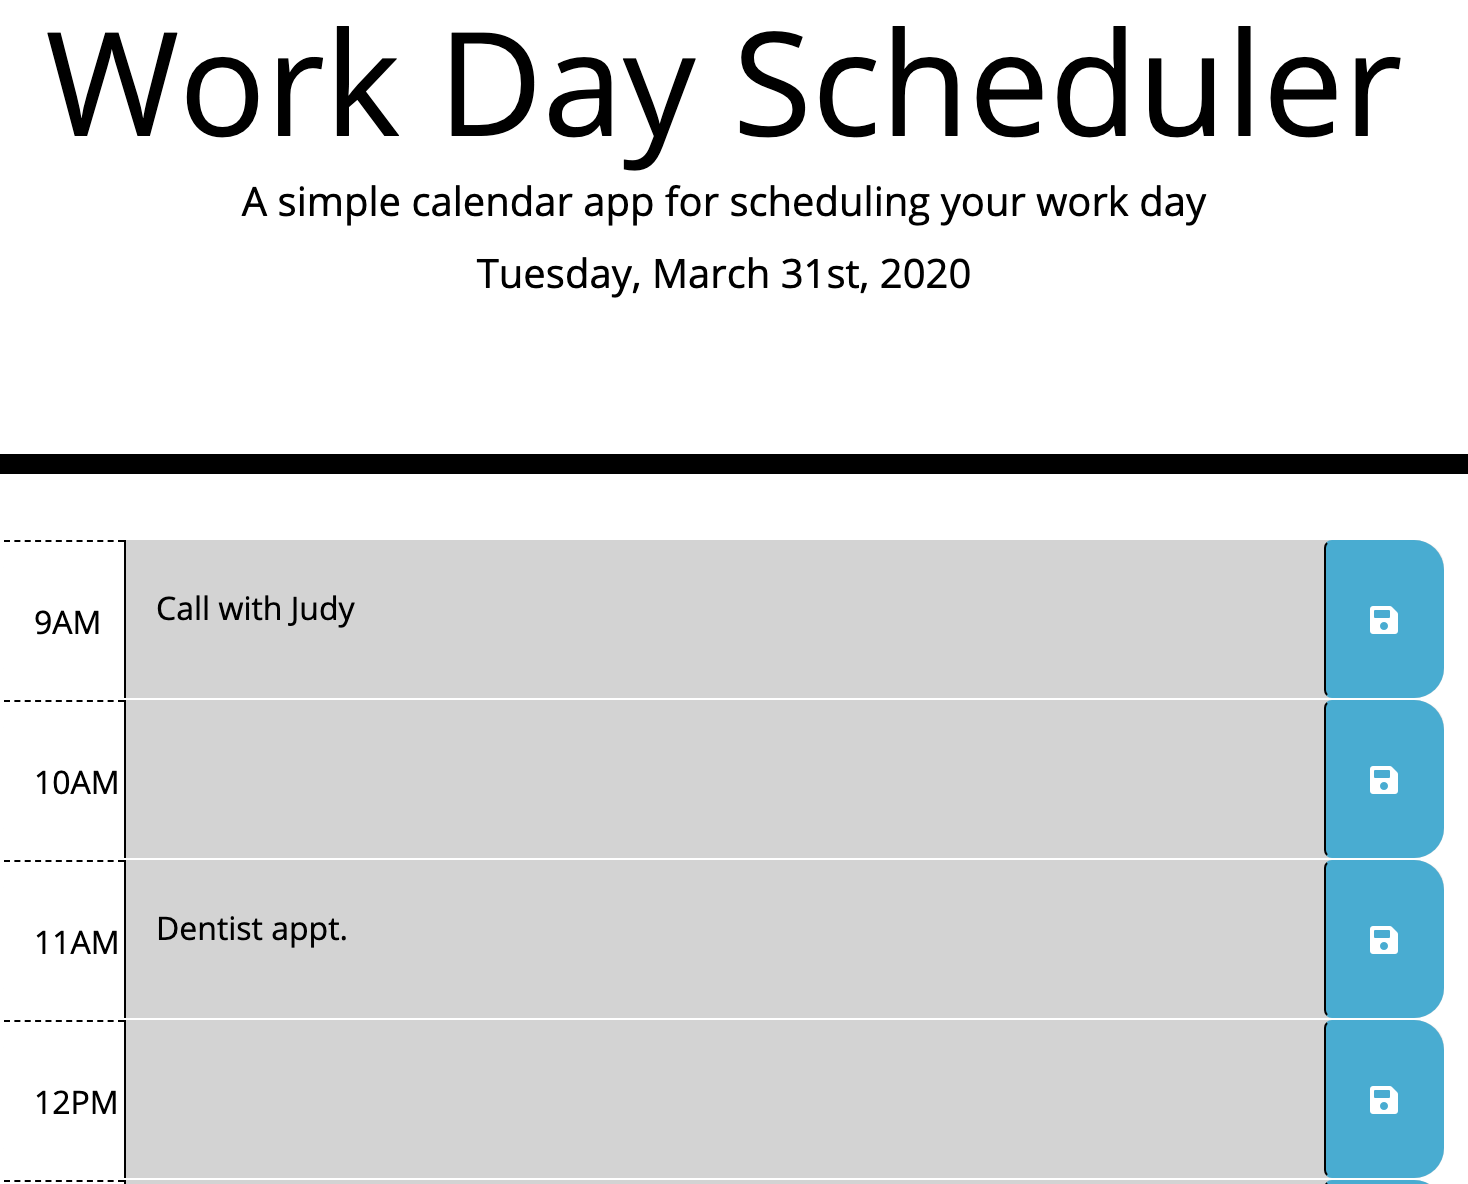 Work Day Scheduler
A simple calendar app for scheduling your work day
Tuesday, March 31st, 2020
9AM Call with Judy
10AM
11AM Dentist appt.
12PM